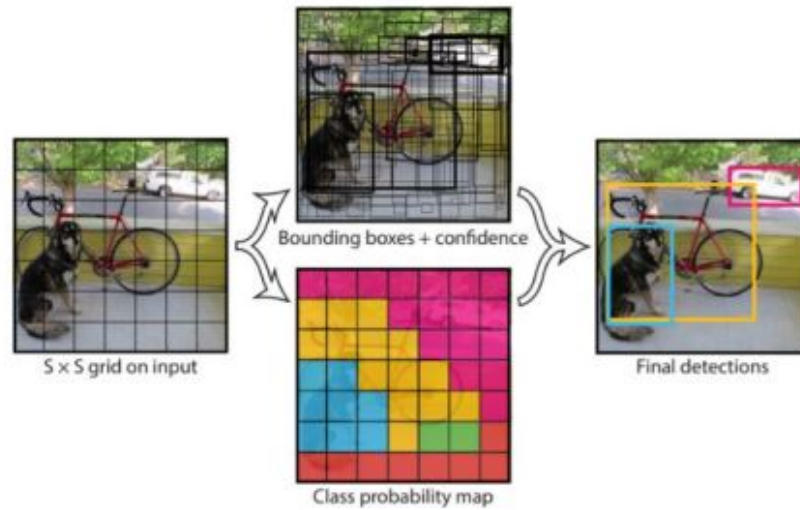 Bounding boxes + confidence
S × S grid on input
Final detections
Class probability map